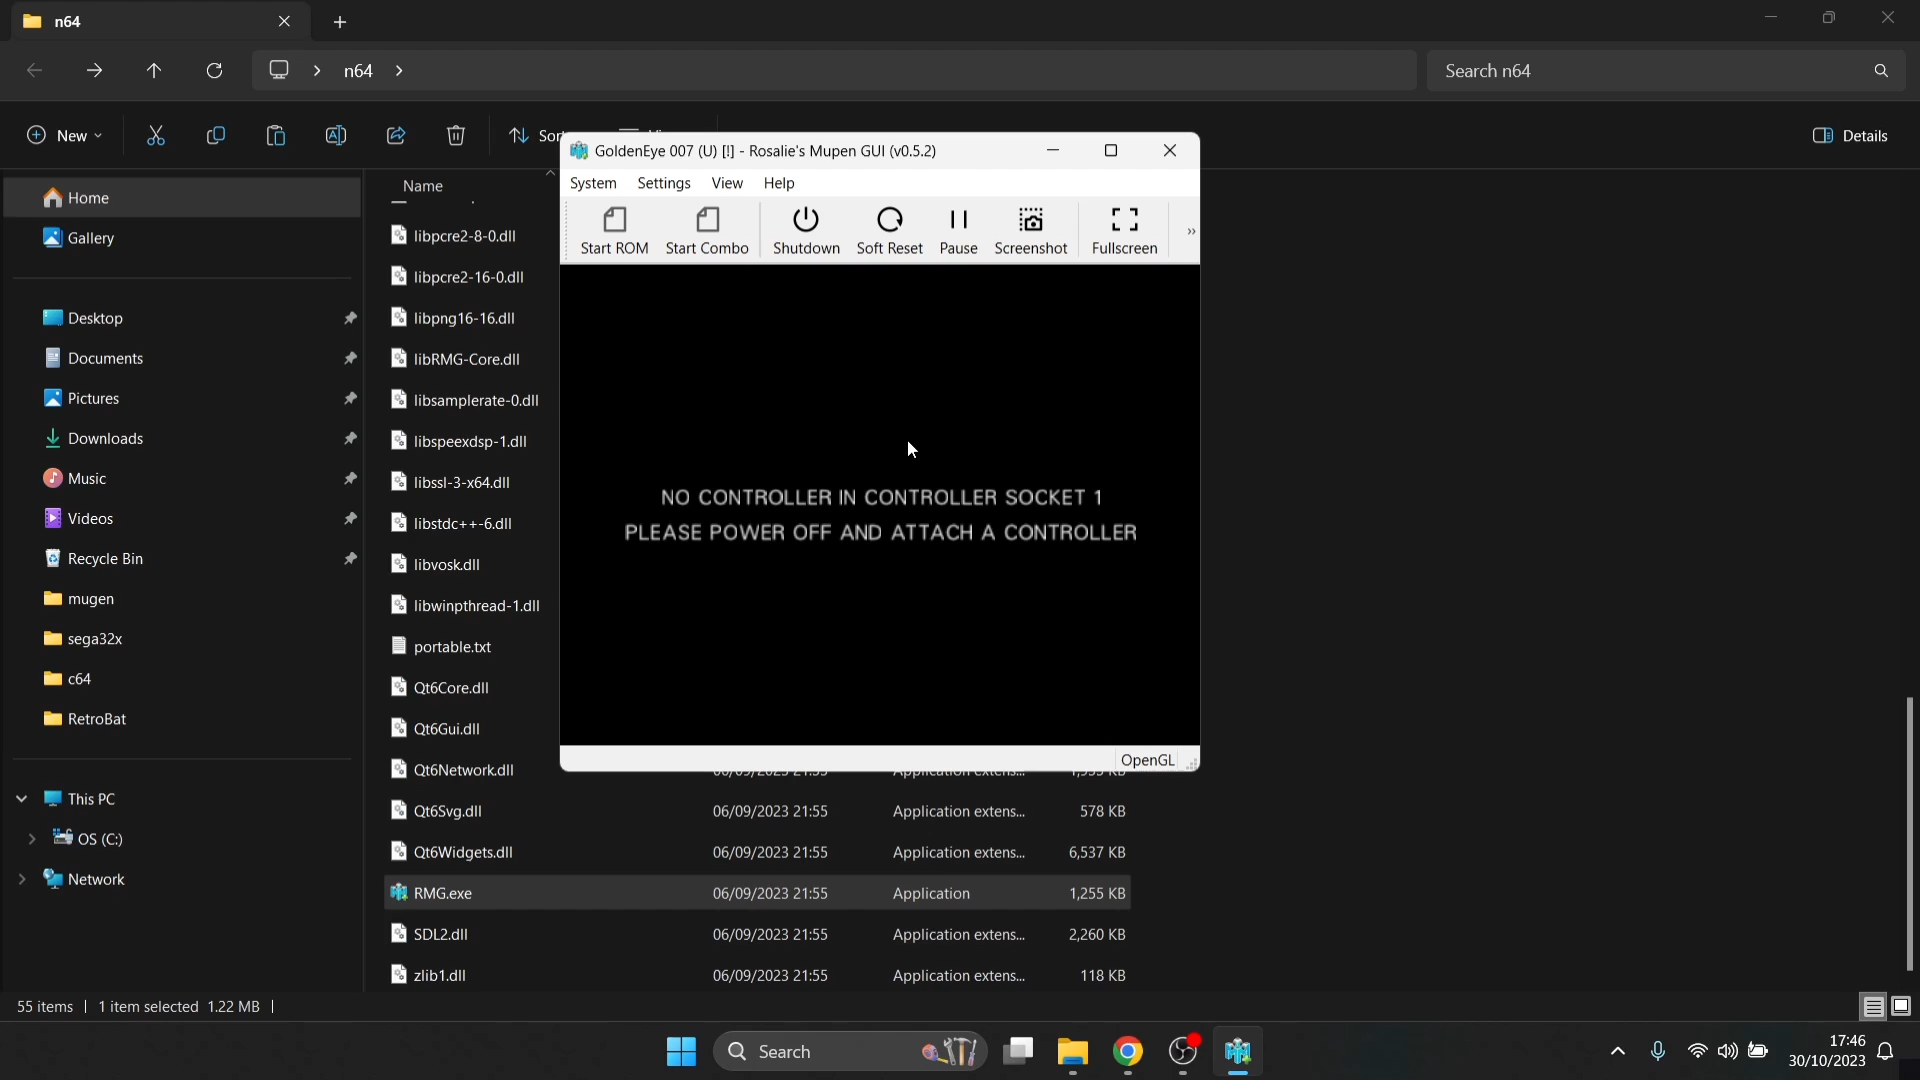 n64
n64
Search n64
New
Sor
Details
GoldenEye 007 (U) [!] - Rosalie's Mupen GUI (v0.5.2)
System Settings View Help
Start ROM Start Combo Shutdown Soft Reset Pause Screenshot Fullscreen »
NO CONTROLLER IN CONTROLLER SOCKET 1
PLEASE POWER OFF AND ATTACH A CONTROLLER
OpenGL
Home
Gallery
Desktop
Documents
Pictures
Downloads
Music
Videos
Recycle Bin
mugen
sega32x
c64
RetroBat
This PC
OS (C:)
Network
Name
libpcre2-8-0.dll
libpcre2-16-0.dll
libpng16-16.dll
libRMG-Core.dll
libsamplerate-0.dll
libspeexdsp-1.dll
libssl-3-x64.dll
libstdc++-6.dll
libvosk.dll
libwinpthread-1.dll
portable.txt
Qt6Core.dll
Qt6Gui.dll
Qt6Network.dll
Qt6Svg.dll 06/09/2023 21:55 Application extens... 578 KB
Qt6Widgets.dll 06/09/2023 21:55 Application extens... 6,537 KB
RMG.exe 06/09/2023 21:55 Application 1,255 KB
SDL2.dll 06/09/2023 21:55 Application extens... 2,260 KB
zlib1.dll 06/09/2023 21:55 Application extens... 118 KB
55 items 1 item selected 1.22 MB
Search
17:46
30/10/2023